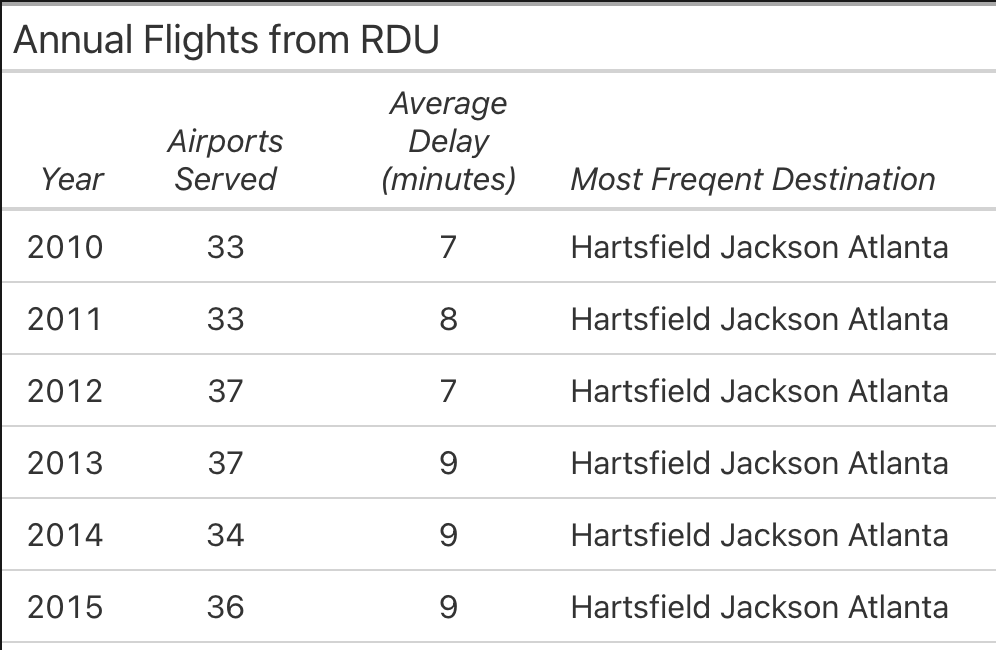 Annual Flights from RDU
Year Airports Served Average Delay (minutes) Most Freqent Destination
2010 33 7 Hartsfield Jackson Atlanta
2011 33 8 Hartsfield Jackson Atlanta
2012 37 7 Hartsfield Jackson Atlanta
2013 37 9 Hartsfield Jackson Atlanta
2014 34 9 Hartsfield Jackson Atlanta
2015 36 9 Hartsfield Jackson Atlanta